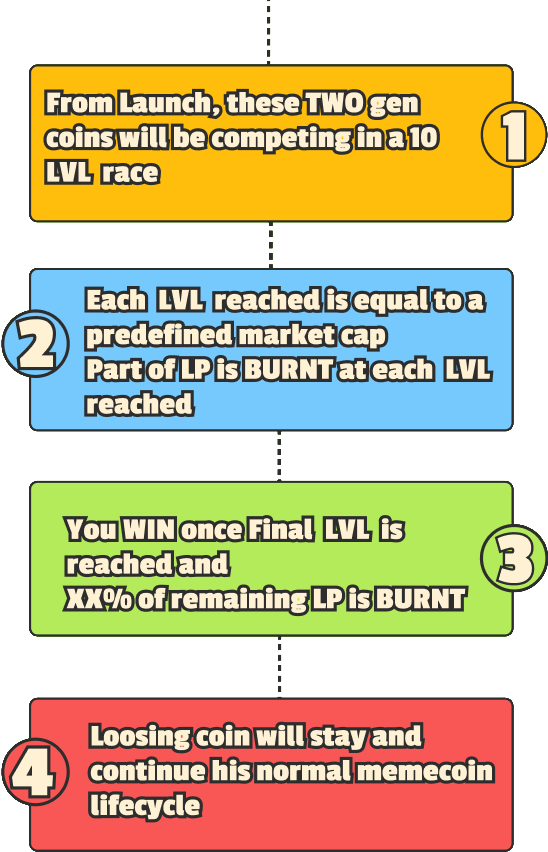 From Launch, these TWO gen
coins will be competing in a 10
LVL race
1
Each LVL reached is equal to a
predefined market cap
Part of LP is BURNT at each LVL
reached
2
You WIN once Final LVL is
reached and
XX% of remaining LP is BURNT
3
Loosing coin will stay and
continue his normal memecoin
lifecycle
4